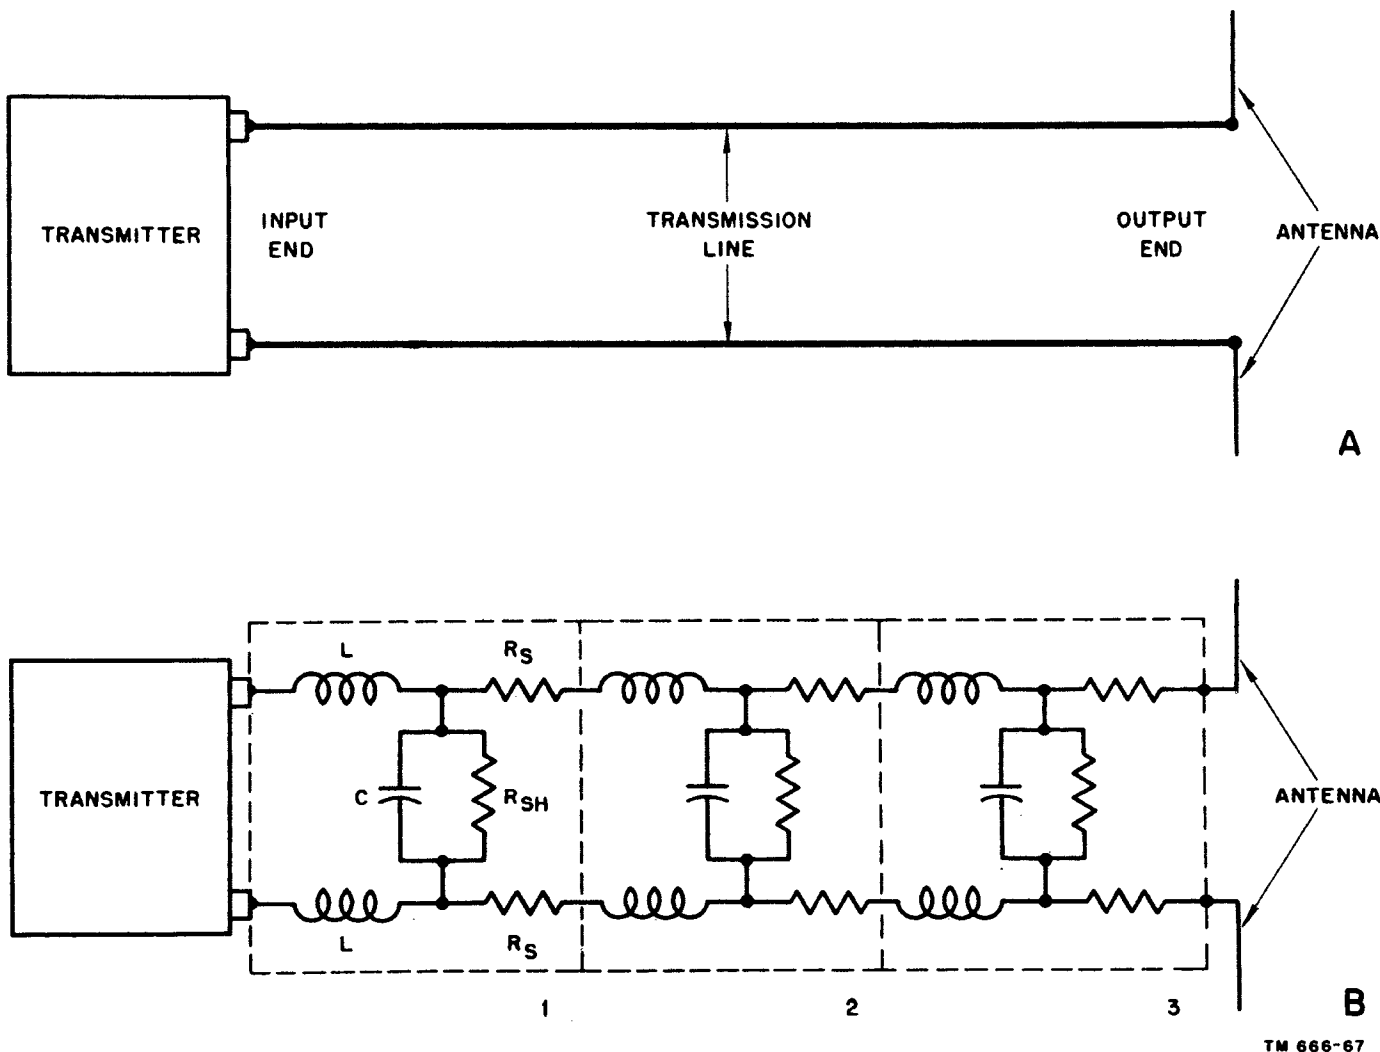 TRANSMITTER
INPUT
END
TRANSMISSION
LINE
OUTPUT
END
ANTENNA
A
L
RS
TRANSMITTER
C
RSH
ANTENNA
L
RS
1
2
3
B
TM 666-67